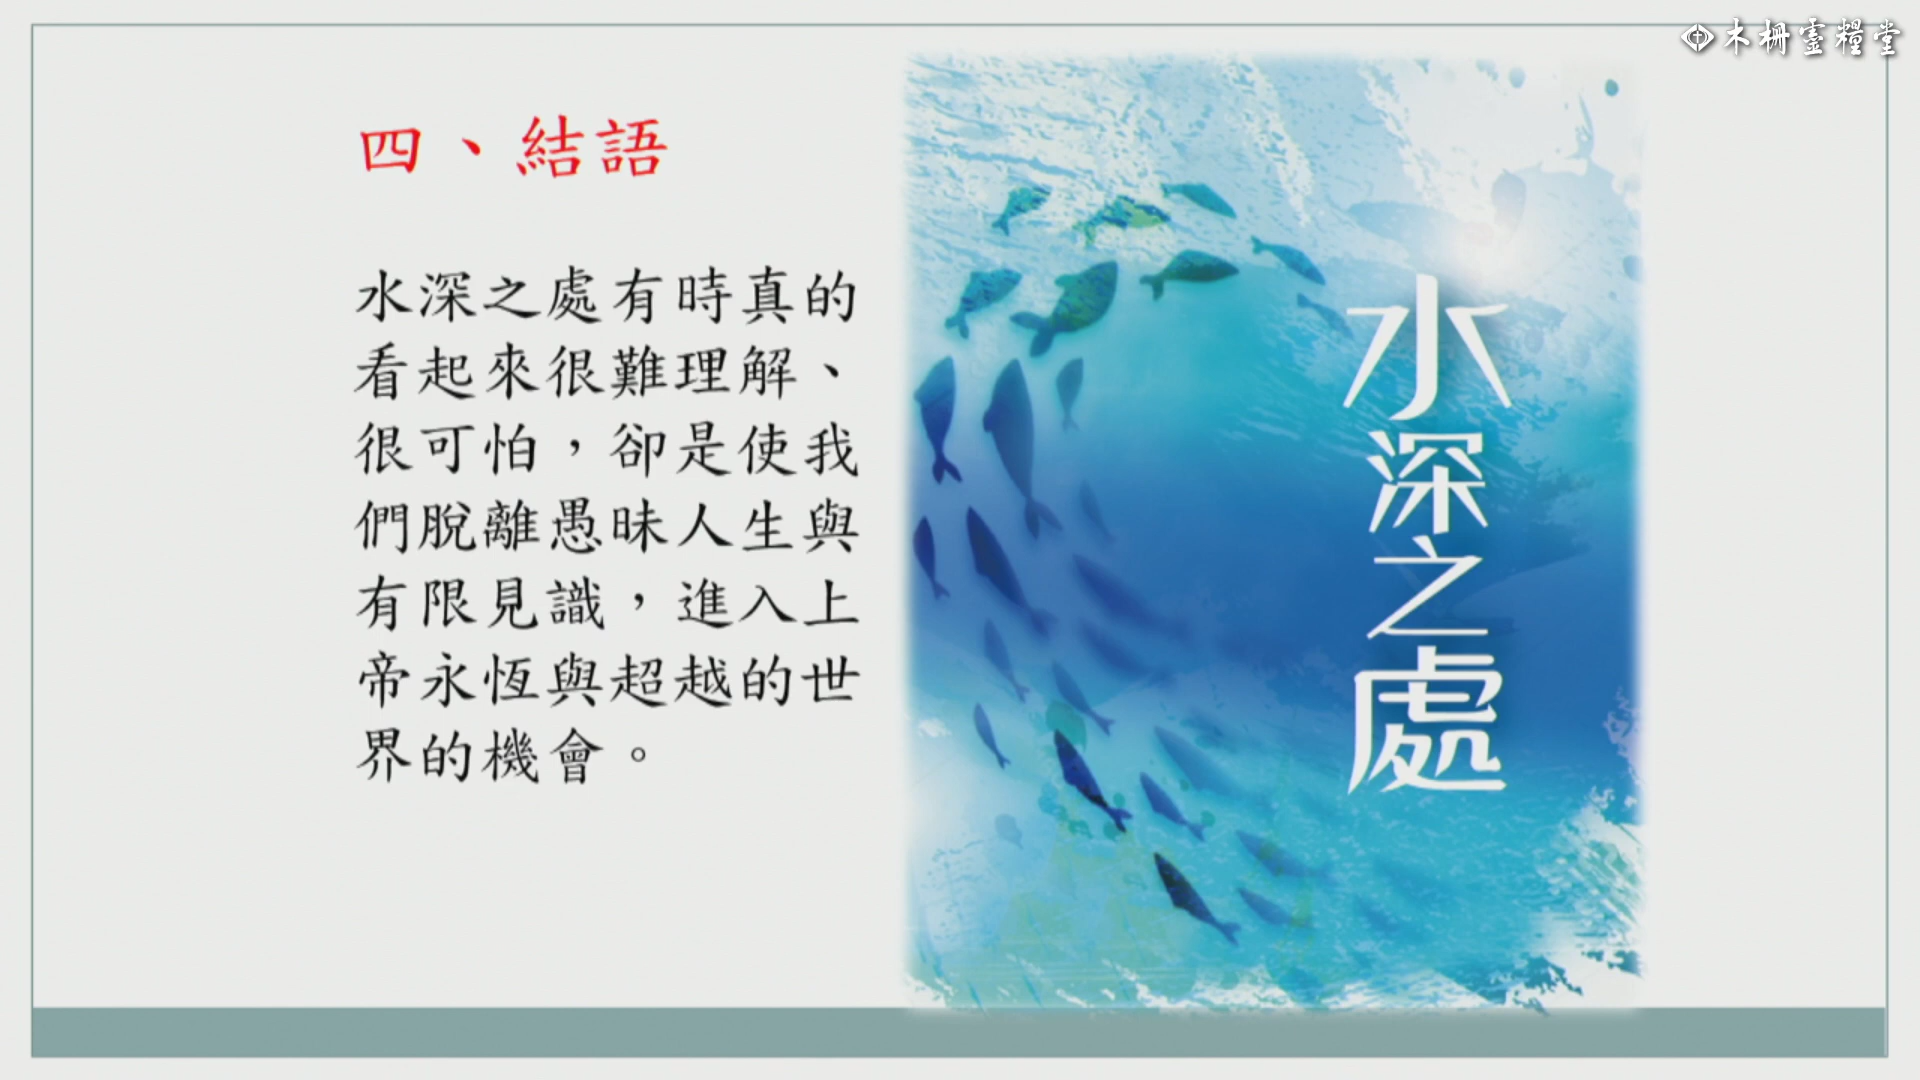 木柵靈糧堂
四、結語
水深之處有時真的
看起來很難理解、
很可怕，卻是使我
們脫離愚昧人生與
有限見識，進入上
帝永恆與超越的世
界的機會。
水深之處